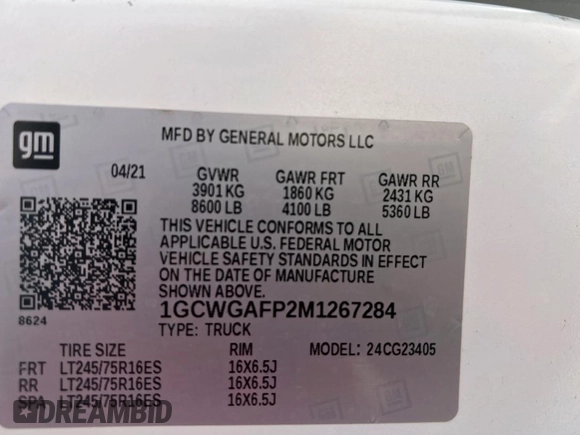 gm
MFD BY GENERAL MOTORS LLC
04/21 GVWR GAWR FRT GAWR RR
3901 KG 1860 KG 2431 KG
8600 LB 4100 LB 5360 LB
THIS VEHICLE CONFORMS TO ALL
APPLICABLE U.S. FEDERAL MOTOR
VEHICLE SAFETY STANDARDS IN EFFECT
ON THE DATE OF MANUFACTURE SHOWN ABOVE.
8624 1GCWGAFP2M1267284
TYPE: TRUCK
TIRE SIZE RIM MODEL: 24CG23405
FRT LT245/75R16ES 16X6.5J
RR LT245/75R16ES 16X6.5J
SPA LT245/75R16ES 16X6.5J
DREAMBID